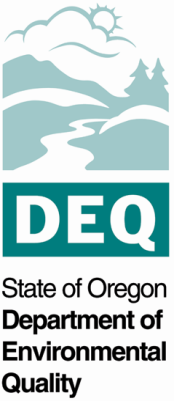 DEQ
State of Oregon
Department of
Environmental
Quality